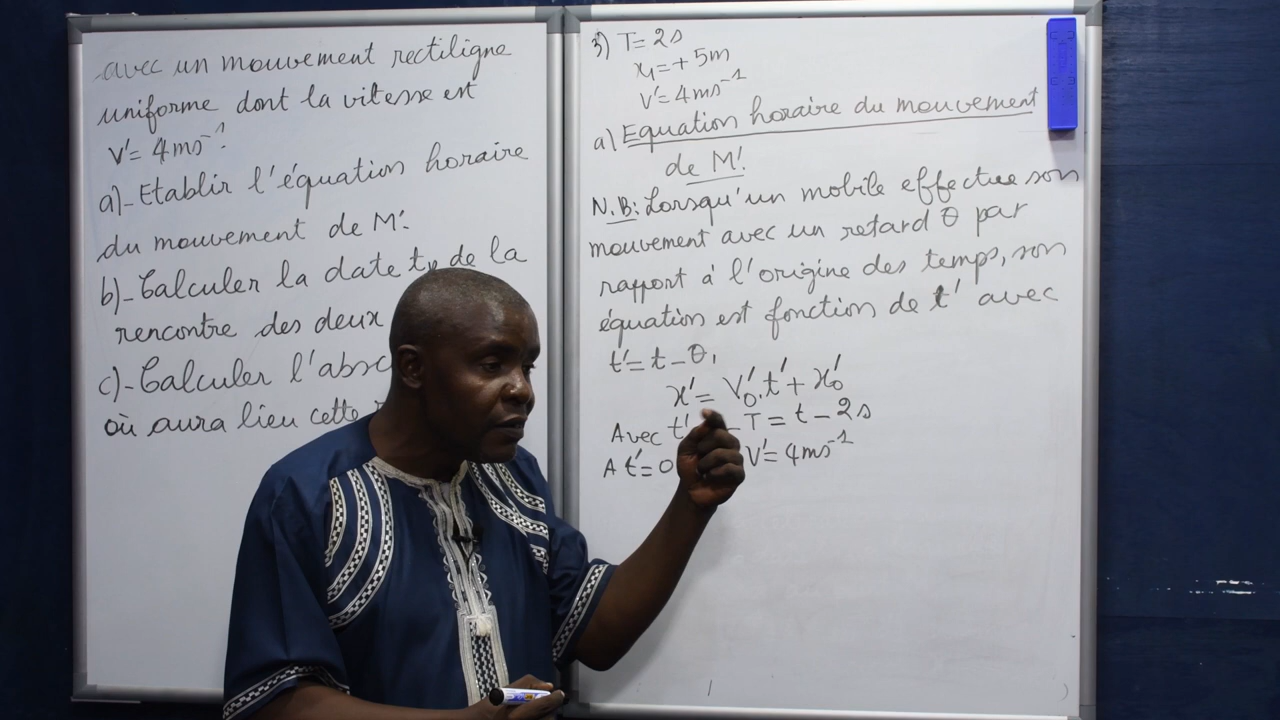 avec un mouvement rectiligne
uniforme dont la vitesse est
V'= 4ms⁻¹.
a)-Etablir l'équation horaire
du mouvement de M'.
b)-Calculer la date de la
rencontre des deux
c)-Calculer l'absc
où aura lieu cette
3) T=2s
x₁=+5m
V'=4ms⁻¹
a) Equation horaire du mouvement
de M'.
N.B: Lorsqu'un mobile effectue son
mouvement avec un retard θ par
rapport à l'origine des temps, son
équation est fonction de t' avec
t'= t-θ,
x'= V'₀.t'+x'₀
Avec t' - T = t - 2s
A t'=0 V'= 4ms⁻¹